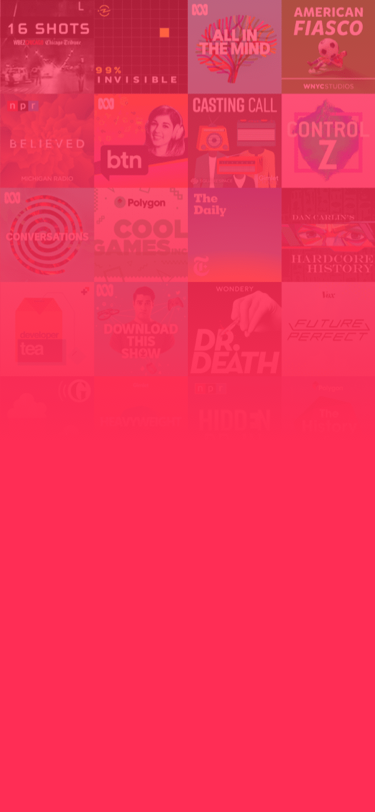 16 SHOTS
WBEZ
Chicago Tribune
99%
INVISIBLE
ALL IN
THE MIND
AMERICAN
FIASCO
WNYCSTUDIOS
npr
BELIEVED
MICHIGAN RADIO
btn
CASTING CALL
CONTROL
Z
CONVERSATIONS
Polygon
COOL
GAMES
The
Daily
DAN CARLIN'S
HARDCORE
HISTORY
tea
DOWNLOAD
THIS
SHOW
WONDERY
DR.
DEATH
Vox
FUTURE
PERFECT
HIDDEN